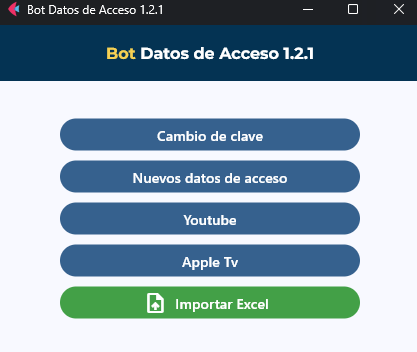 Bot Datos de Acceso 1.2.1
Bot Datos de Acceso 1.2.1
Cambio de clave
Nuevos datos de acceso
Youtube
Apple Tv
Importar Excel